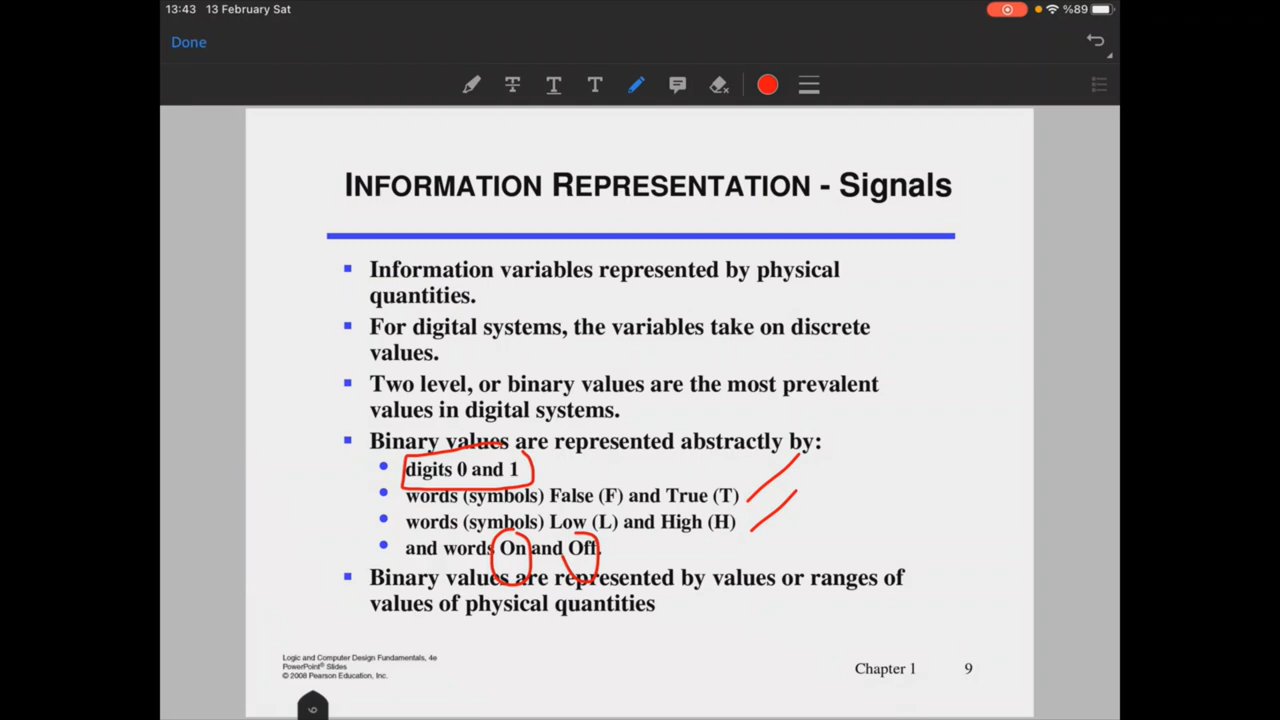 13:43 13 February Sat %89
Done
INFORMATION REPRESENTATION - Signals
Information variables represented by physical
quantities.
For digital systems, the variables take on discrete
values.
Two level, or binary values are the most prevalent
values in digital systems.
Binary values are represented abstractly by:
digits 0 and 1
words (symbols) False (F) and True (T)
words (symbols) Low (L) and High (H)
and words On and Off.
Binary values are represented by values or ranges of
values of physical quantities
Logic and Computer Design Fundamentals, 4e
PowerPoint® Slides
© 2008 Pearson Education, Inc.
Chapter 1 9